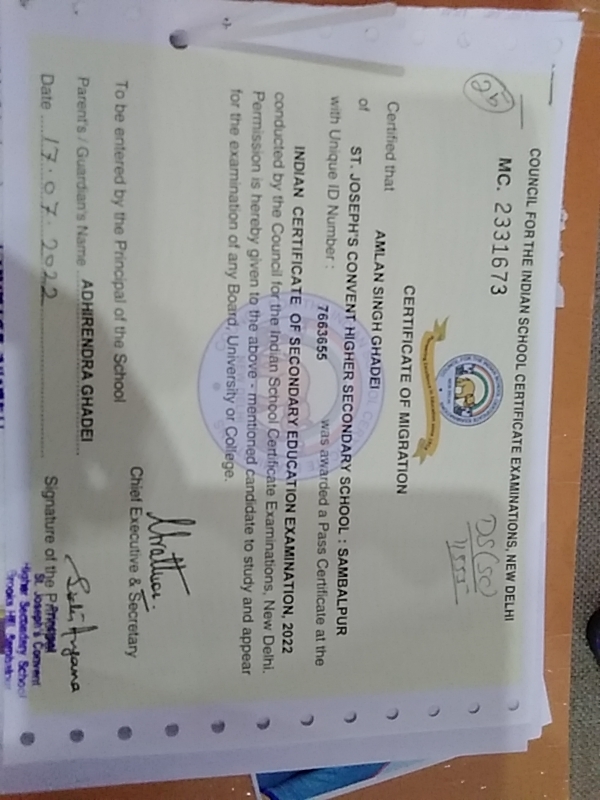 COUNCIL FOR THE INDIAN SCHOOL CERTIFICATE EXAMINATIONS, NEW DELHI
MC. 2331673
26
CERTIFICATE OF MIGRATION
Certified that AMLAN SINGH GHADEI
of ST. JOSEPH'S CONVENT HIGHER SECONDARY SCHOOL : SAMBALPUR
with Unique ID Number : 7663655 was awarded a Pass Certificate at the
INDIAN CERTIFICATE OF SECONDARY EDUCATION EXAMINATION, 2022
conducted by the Council for the Indian School Certificate Examinations, New Delhi.
Permission is hereby given to the above - mentioned candidate to study and appear
for the examination of any Board, University or College.
Chief Executive & Secretary
To be entered by the Principal of the School
Parent's / Guardian's Name ADHIRENDRA GHADEI
Date 17.07.2022 Signature of the Principal
Principal
St. Joseph's Convent
Higher Secondary School
Brooks Hill, Sambalpur